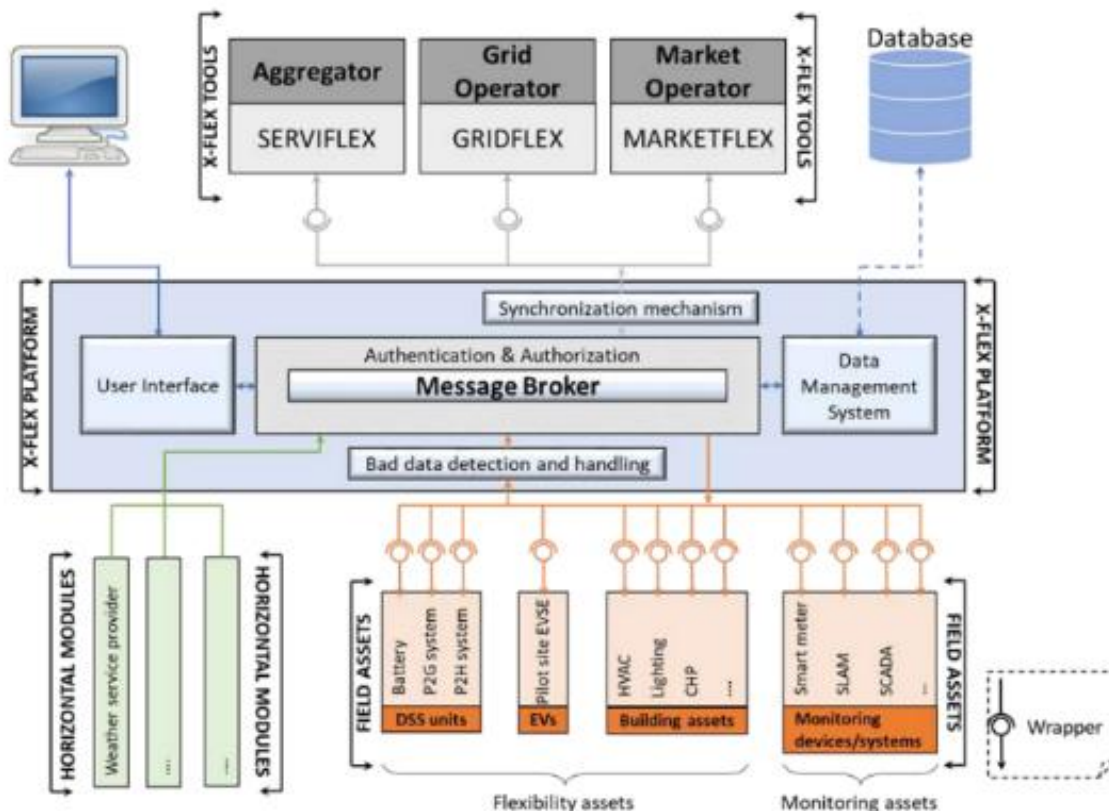 X-FLEX TOOLS
Aggregator
SERVIFLEX
Grid
Operator
GRIDFLEX
Market
Operator
MARKETFLEX
X-FLEX TOOLS
Database
X-FLEX PLATFORM
Synchronization mechanism
User Interface
Authentication & Authorization
Message Broker
Data
Management
System
Bad data detection and handling
X-FLEX PLATFORM
HORIZONTAL MODULES
Weather service provider
....
....
HORIZONTAL MODULES
FIELD ASSETS
Battery
P2G system
P2H system
DSS units
Pilot site EVSE
EVs
HVAC
Lighting
CHP
....
Building assets
Smart meter
SLAM
SCADA
...
Monitoring
devices/systems
FIELD ASSETS
Flexibility assets
Monitoring assets
Wrapper